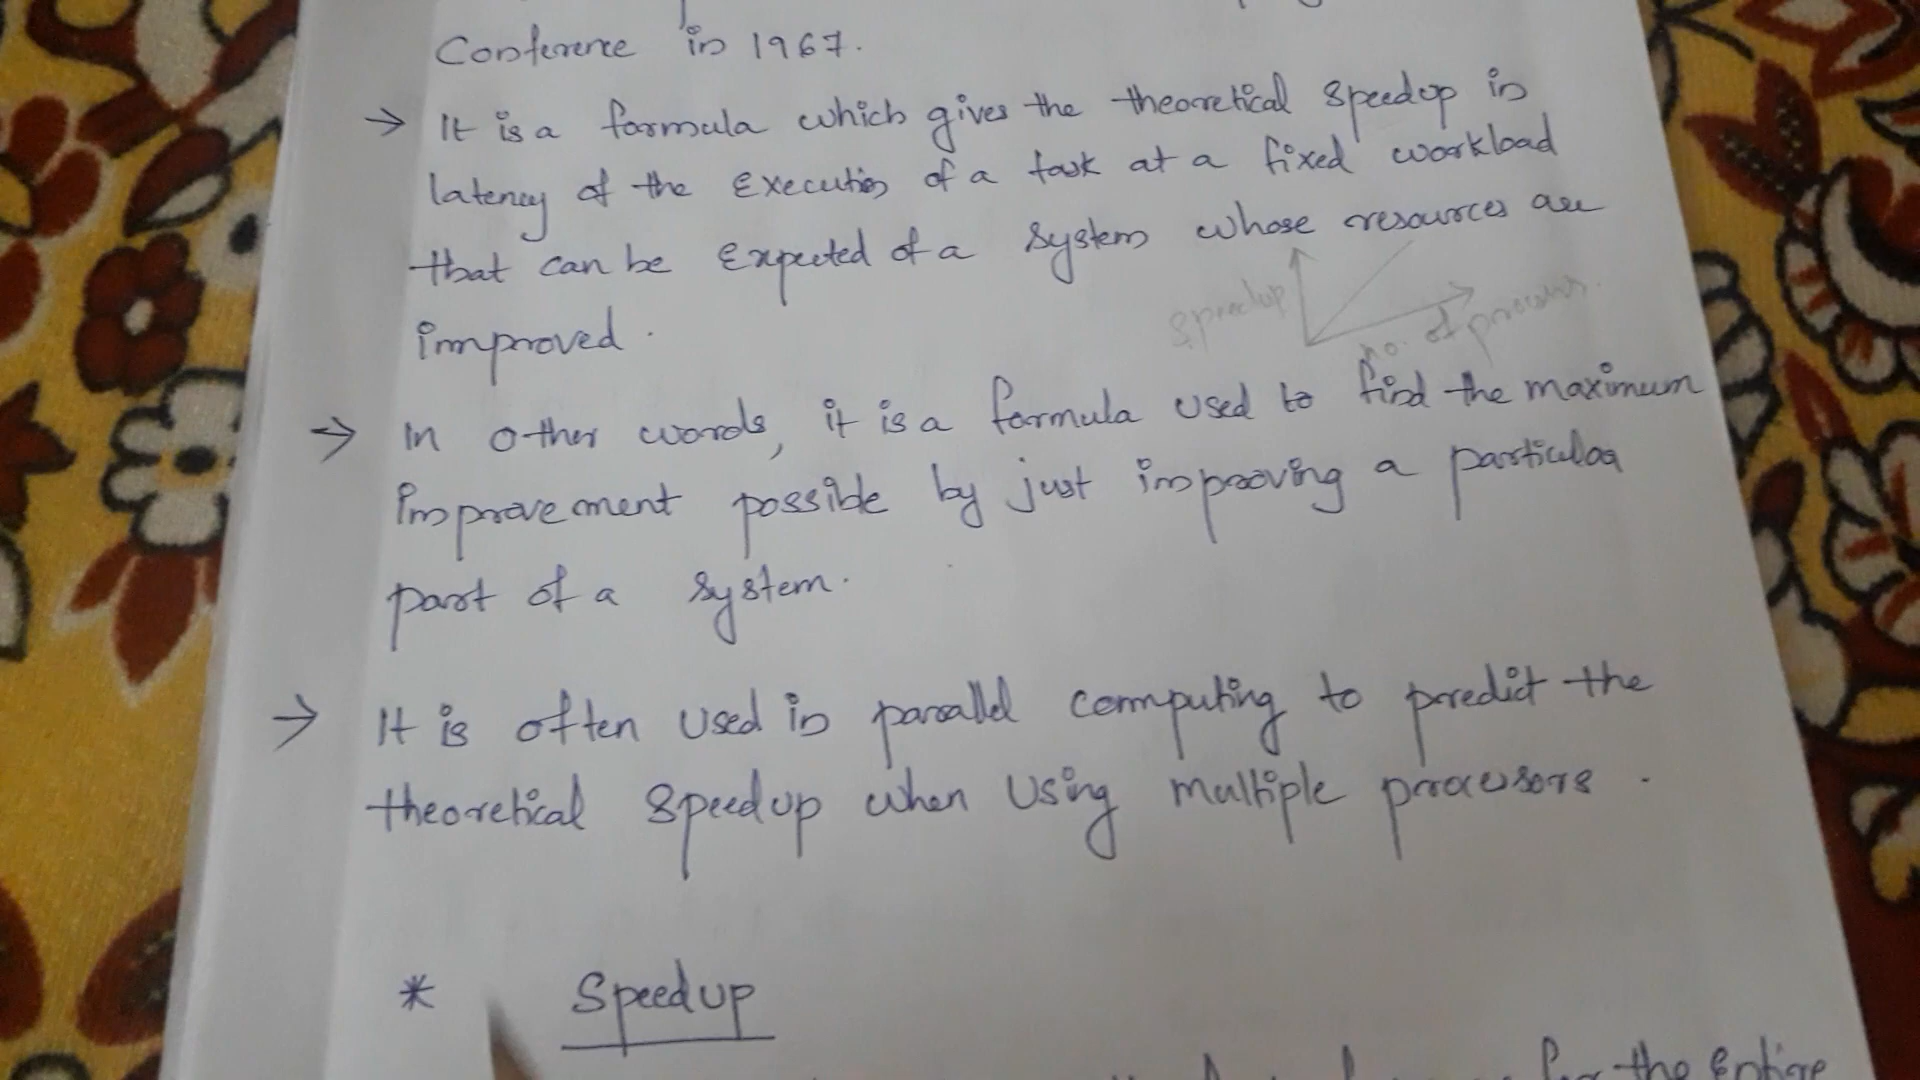 Conference in 1967.
→ It is a formula which gives the theoretical speedup in
latency of the execution of a task at a fixed workload
that can be expected of a system whose resources are
improved.
speedup
no. of
→ In other words, it is a formula used to find the maximum
improvement possible by just improving a particular
part of a system.
→ It is often used in parallel computing to predict the
theoretical speedup when using multiple processors.
* Speedup
for the entire